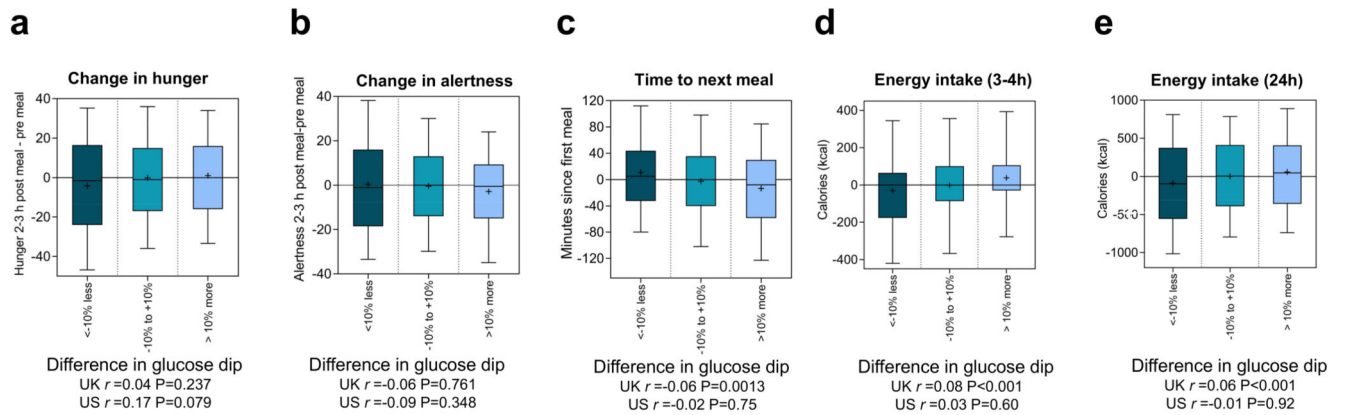 a
Change in hunger
Hunger 2-3 h post meal - pre meal
40
20
0
-20
-40
<-10% less
-10% to +10%
> 10% more
Difference in glucose dip
UK r =0.04 P=0.237
US r =0.17 P=0.079
b
Change in alertness
Alertness 2-3 h post meal-pre meal
40
20
0
-20
-40
<10% less
-10% to +10%
>10% more
Difference in glucose dip
UK r =-0.06 P=0.761
US r =-0.09 P=0.348
c
Time to next meal
Minutes since first meal
120
80
40
0
-40
-80
-120
<-10% less
-10% to +10%
>10% more
Difference in glucose dip
UK r =-0.06 P=0.0013
US r =-0.02 P=0.75
d
Energy intake (3-4h)
Calories (kcal)
400
200
0
-200
-400
<-10% less
-10% to +10%
> 10% more
Difference in glucose dip
UK r =0.08 P<0.001
US r =0.03 P=0.60
e
Energy intake (24h)
Calories (kcal)
1000
500
0
-500
-1000
<-10% less
-10% to +10%
> 10% more
Difference in glucose dip
UK r =0.06 P<0.001
US r =-0.01 P=0.92